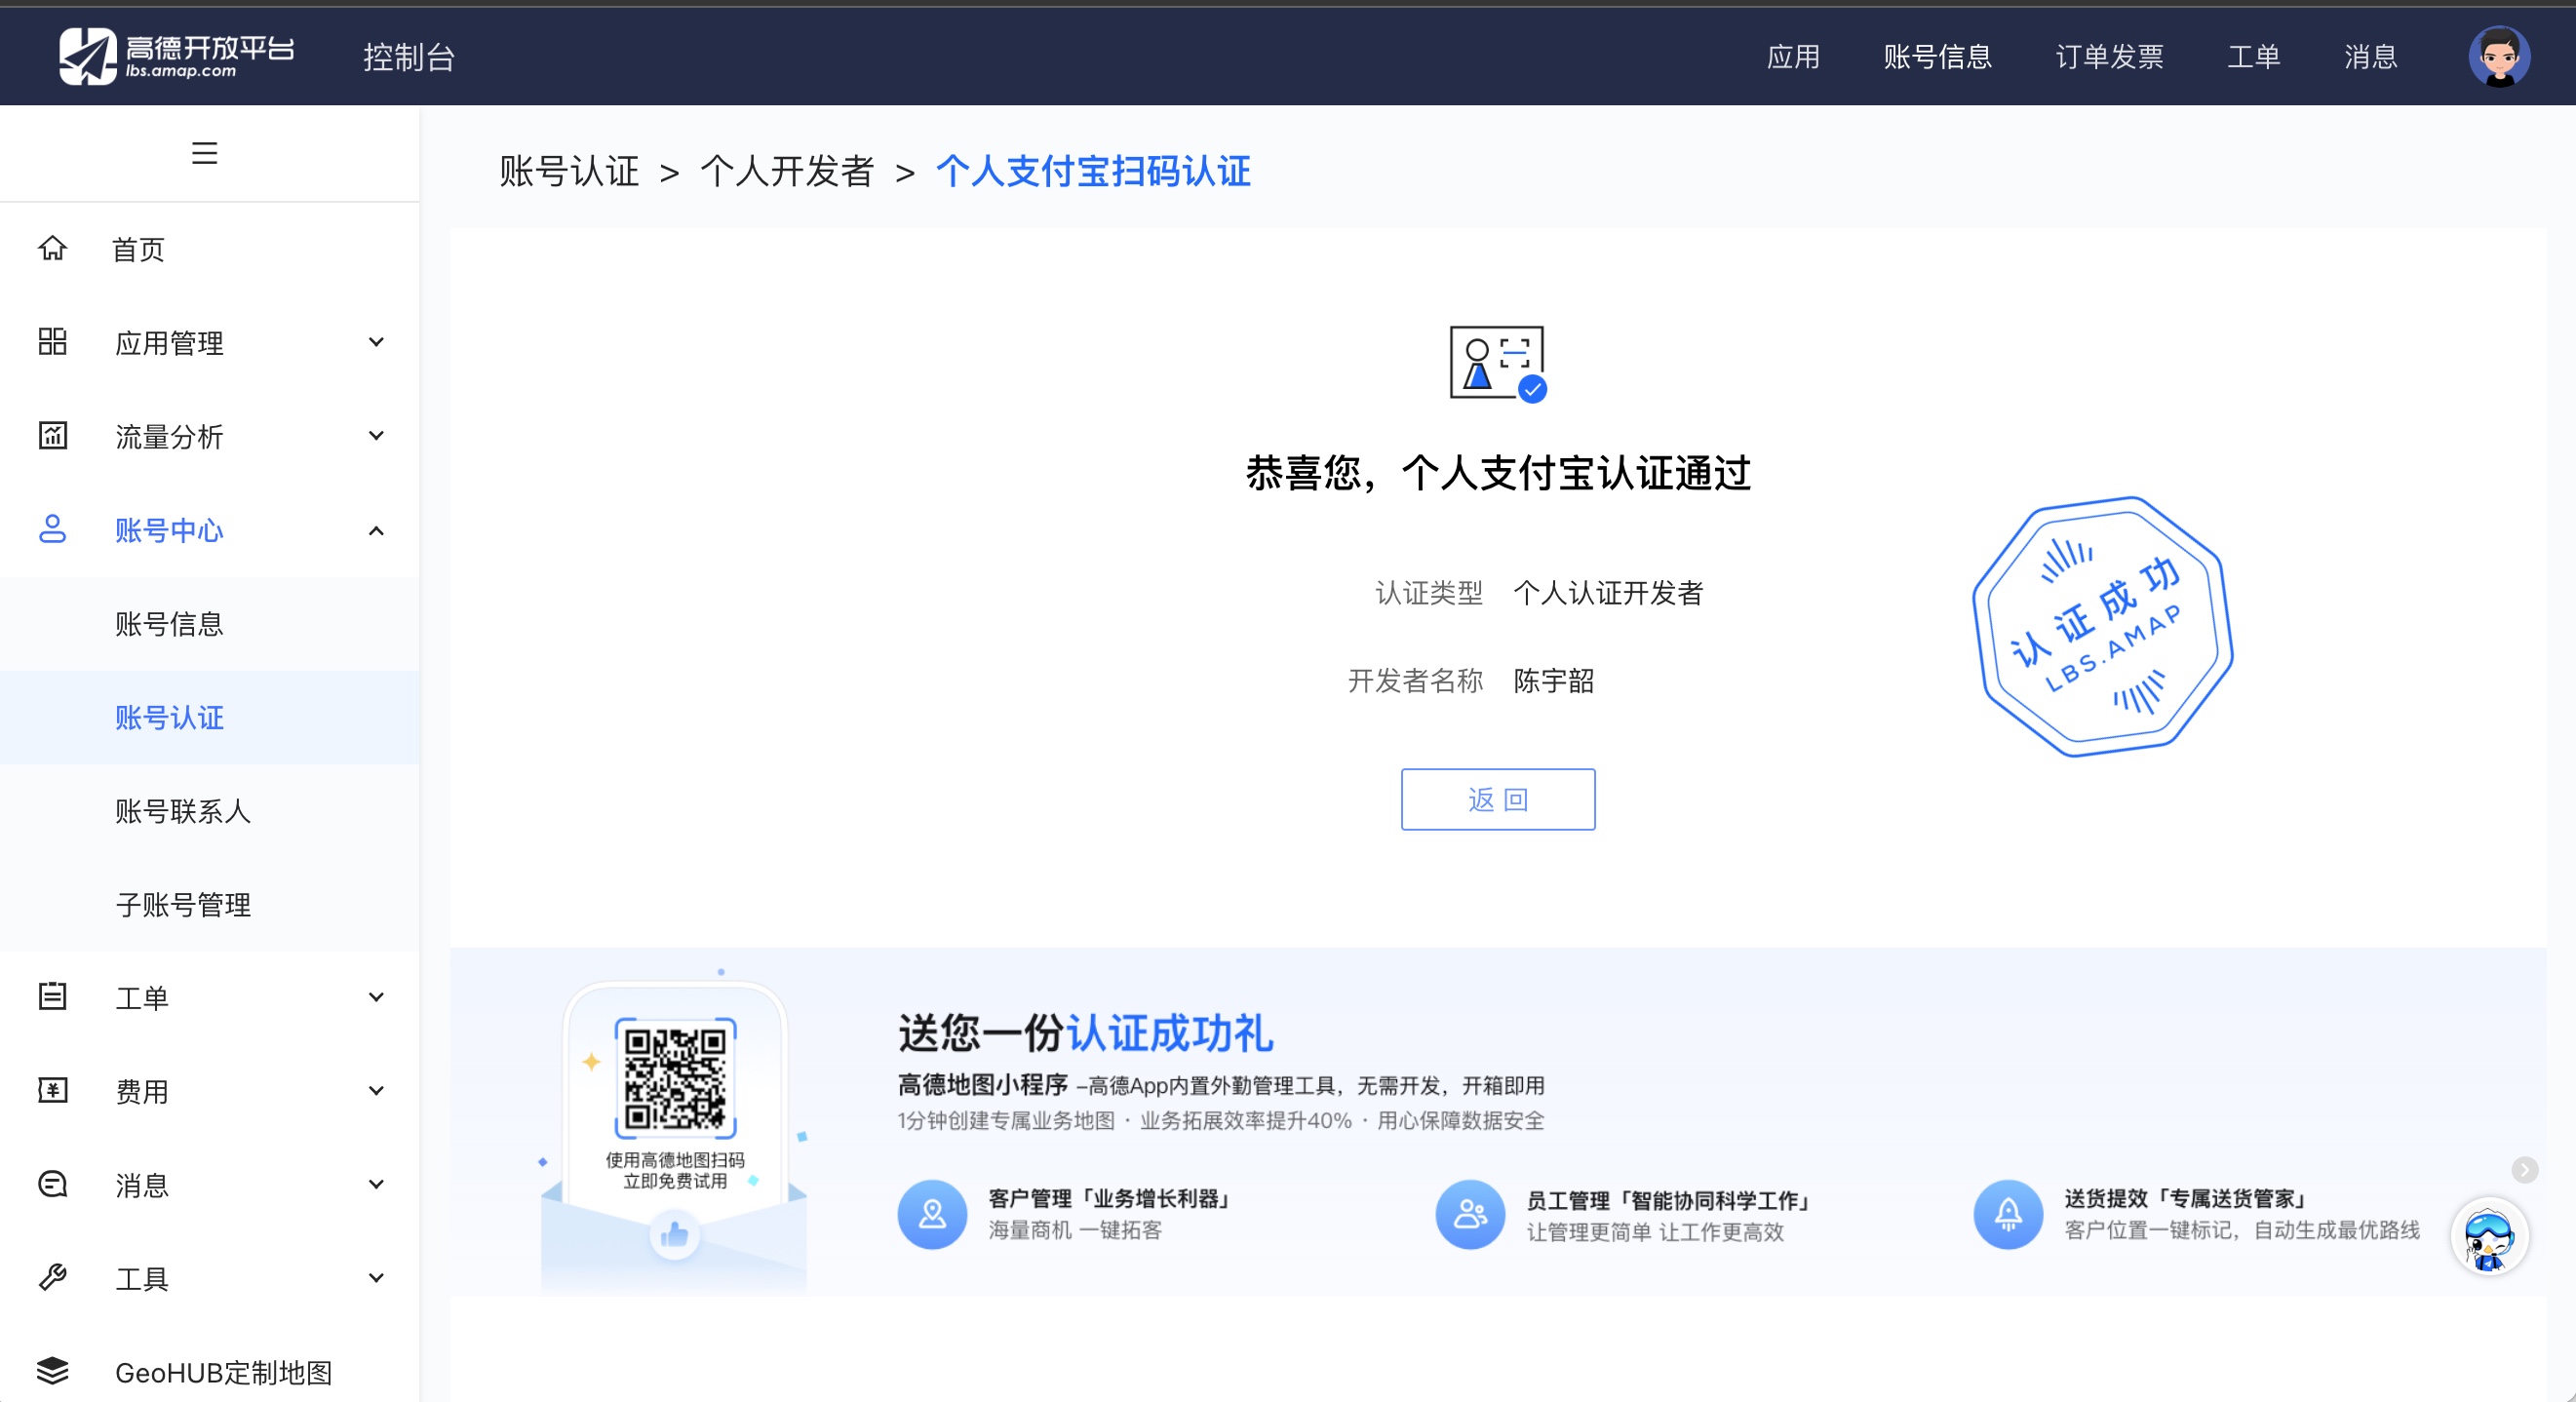 高德开放平台
lbs.amap.com
控制台
应用
账号信息
订单发票
工单
消息
账号认证 > 个人开发者 > 个人支付宝扫码认证
首页
应用管理
流量分析
账号中心
账号信息
账号认证
账号联系人
子账号管理
工单
费用
消息
工具
GeoHUB定制地图
恭喜您，个人支付宝认证通过
认证类型 个人认证开发者
开发者名称 陈宇韶
认证成功
LBS.AMAP
返回
使用高德地图扫码
立即免费试用
送您一份认证成功礼
高德地图小程序 –高德App内置外勤管理工具，无需开发，开箱即用
1分钟创建专属业务地图 · 业务拓展效率提升40% · 用心保障数据安全
客户管理「业务增长利器」
海量商机 一键拓客
员工管理「智能协同科学工作」
让管理更简单 让工作更高效
送货提效「专属送货管家」
客户位置一键标记，自动生成最优路线